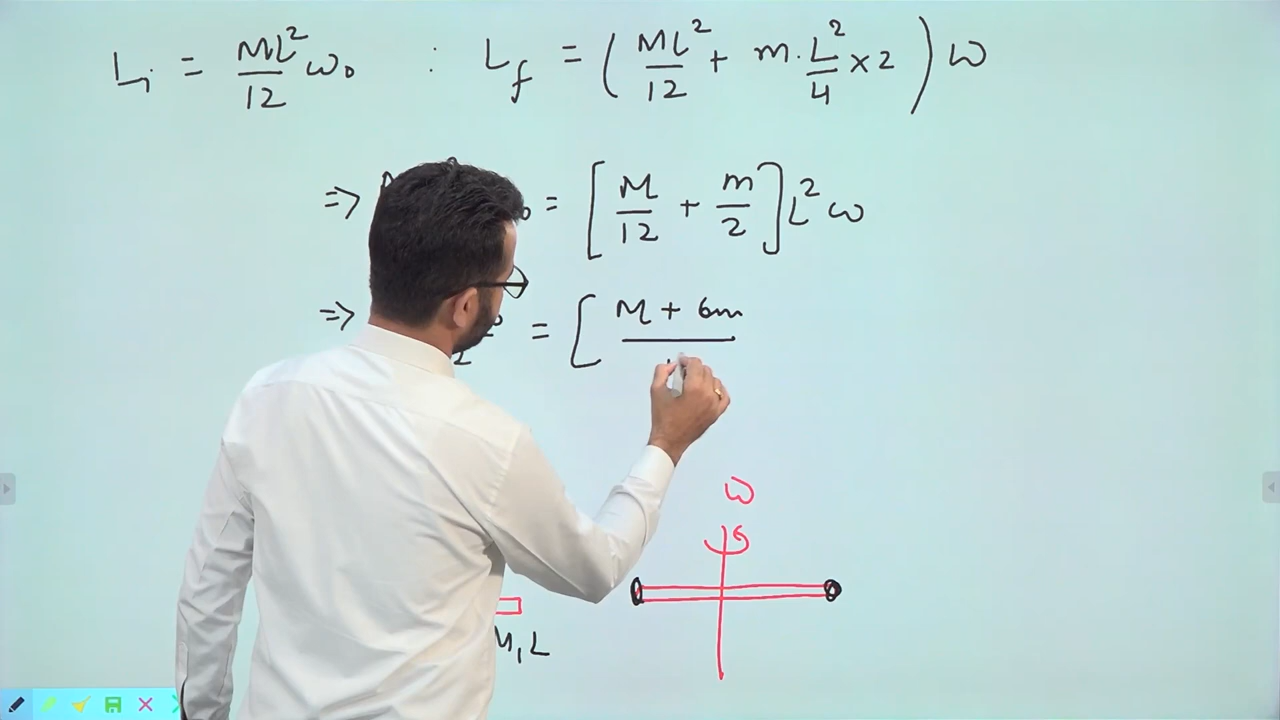 Li = ML²/12 ω₀ : Lf = (ML²/12 + m·L²/4 × 2) ω
⇒ = [M/12 + m/2] L² ω
⇒ = [M + 6m
ω
M, L